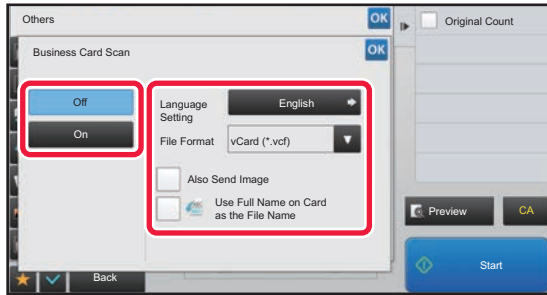 Others
OK
Original Count
Business Card Scan
OK
Off
On
Language
Setting
English
File Format
vCard (*.vcf)
Also Send Image
Use Full Name on Card
as the File Name
Preview
CA
Back
Start